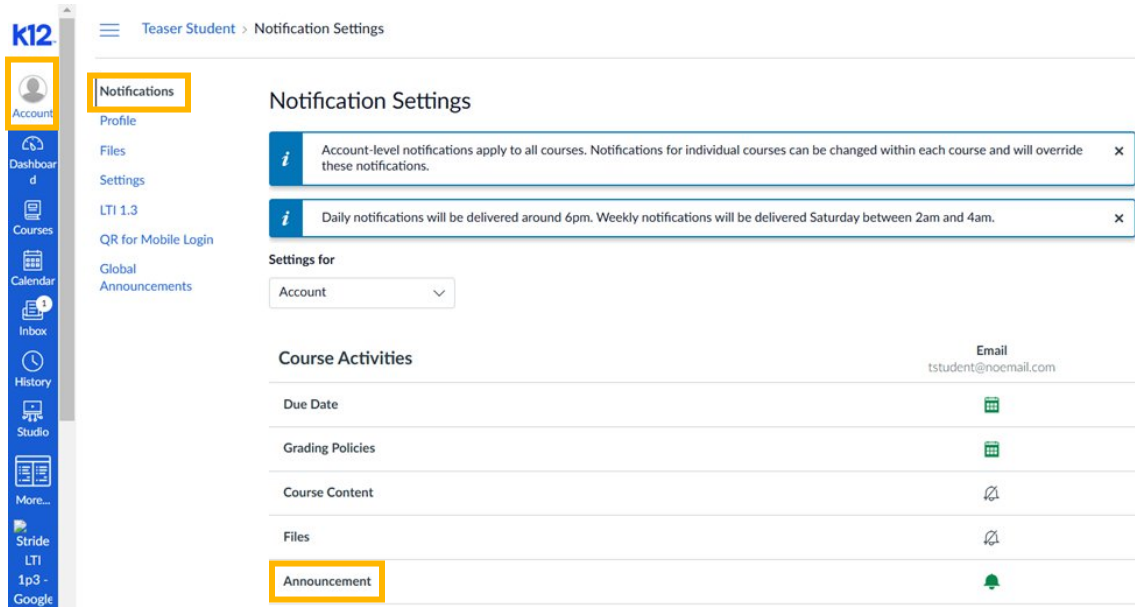 K12
Account
Dashboar
d
Courses
Calendar
1
Inbox
History
Studio
More...
Stride
LTI
1p3 -
Google
Teaser Student > Notification Settings
Notifications
Profile
Files
Settings
LTI 1.3
QR for Mobile Login
Global
Announcements
Notification Settings
i
Account-level notifications apply to all courses. Notifications for individual courses can be changed within each course and will override
these notifications.
i
Daily notifications will be delivered around 6pm. Weekly notifications will be delivered Saturday between 2am and 4am.
Settings for
Account
Course Activities
Email
tstudent@noemail.com
Due Date
Grading Policies
Course Content
Files
Announcement